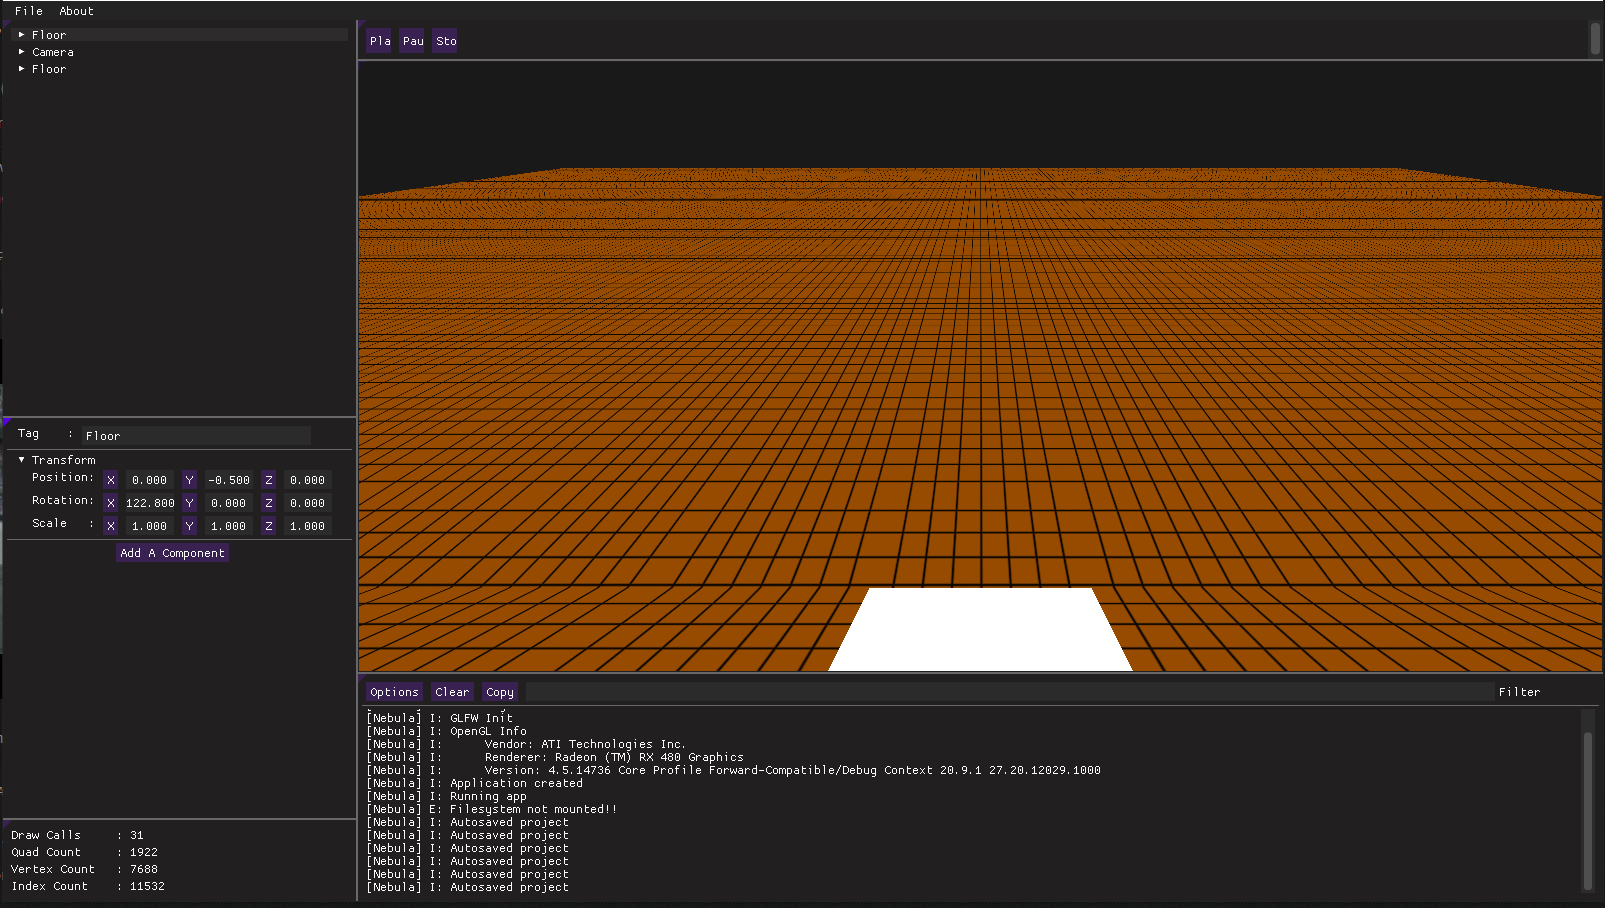 File About
Floor
Camera
Floor
Pla Pau Sto
Tag : Floor
Transform
Position: X 0.000 Y -0.500 Z 0.000
Rotation: X 122.800 Y 0.000 Z 0.000
Scale : X 1.000 Y 1.000 Z 1.000
Add A Component
Draw Calls : 31
Quad Count : 1922
Vertex Count : 7688
Index Count : 11532
Options Clear Copy Filter
[Nebula] I: GLFW Init
[Nebula] I: OpenGL Info
[Nebula] I: Vendor: ATI Technologies Inc.
[Nebula] I: Renderer: Radeon (TM) RX 480 Graphics
[Nebula] I: Version: 4.5.14736 Core Profile Forward-Compatible/Debug Context 20.9.1 27.20.12029.1000
[Nebula] I: Application created
[Nebula] I: Running app
[Nebula] E: Filesystem not mounted!!
[Nebula] I: Autosaved project
[Nebula] I: Autosaved project
[Nebula] I: Autosaved project
[Nebula] I: Autosaved project
[Nebula] I: Autosaved project
[Nebula] I: Autosaved project